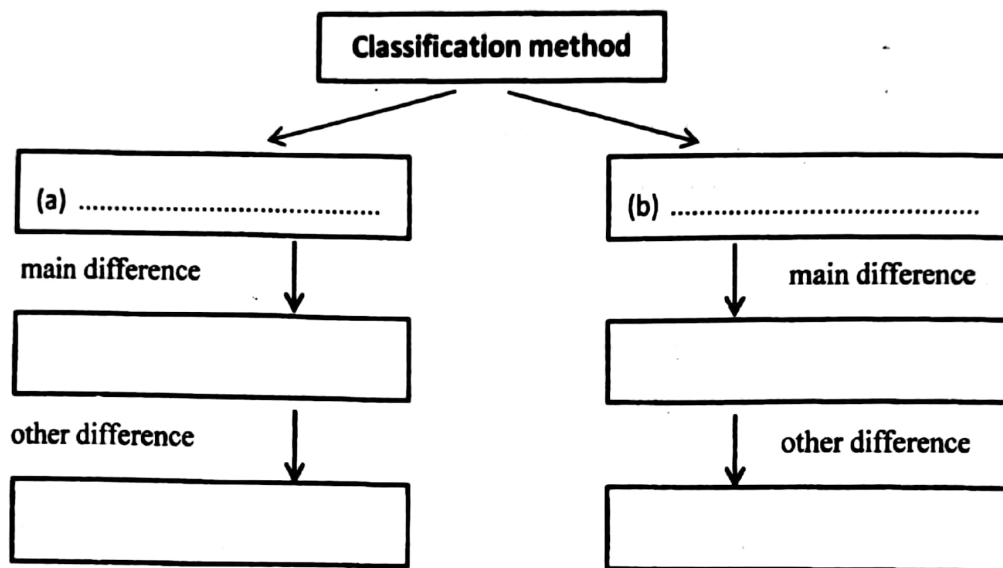 Classification method
(a) ........................................
(b) ........................................
main difference
main difference
other difference
other difference